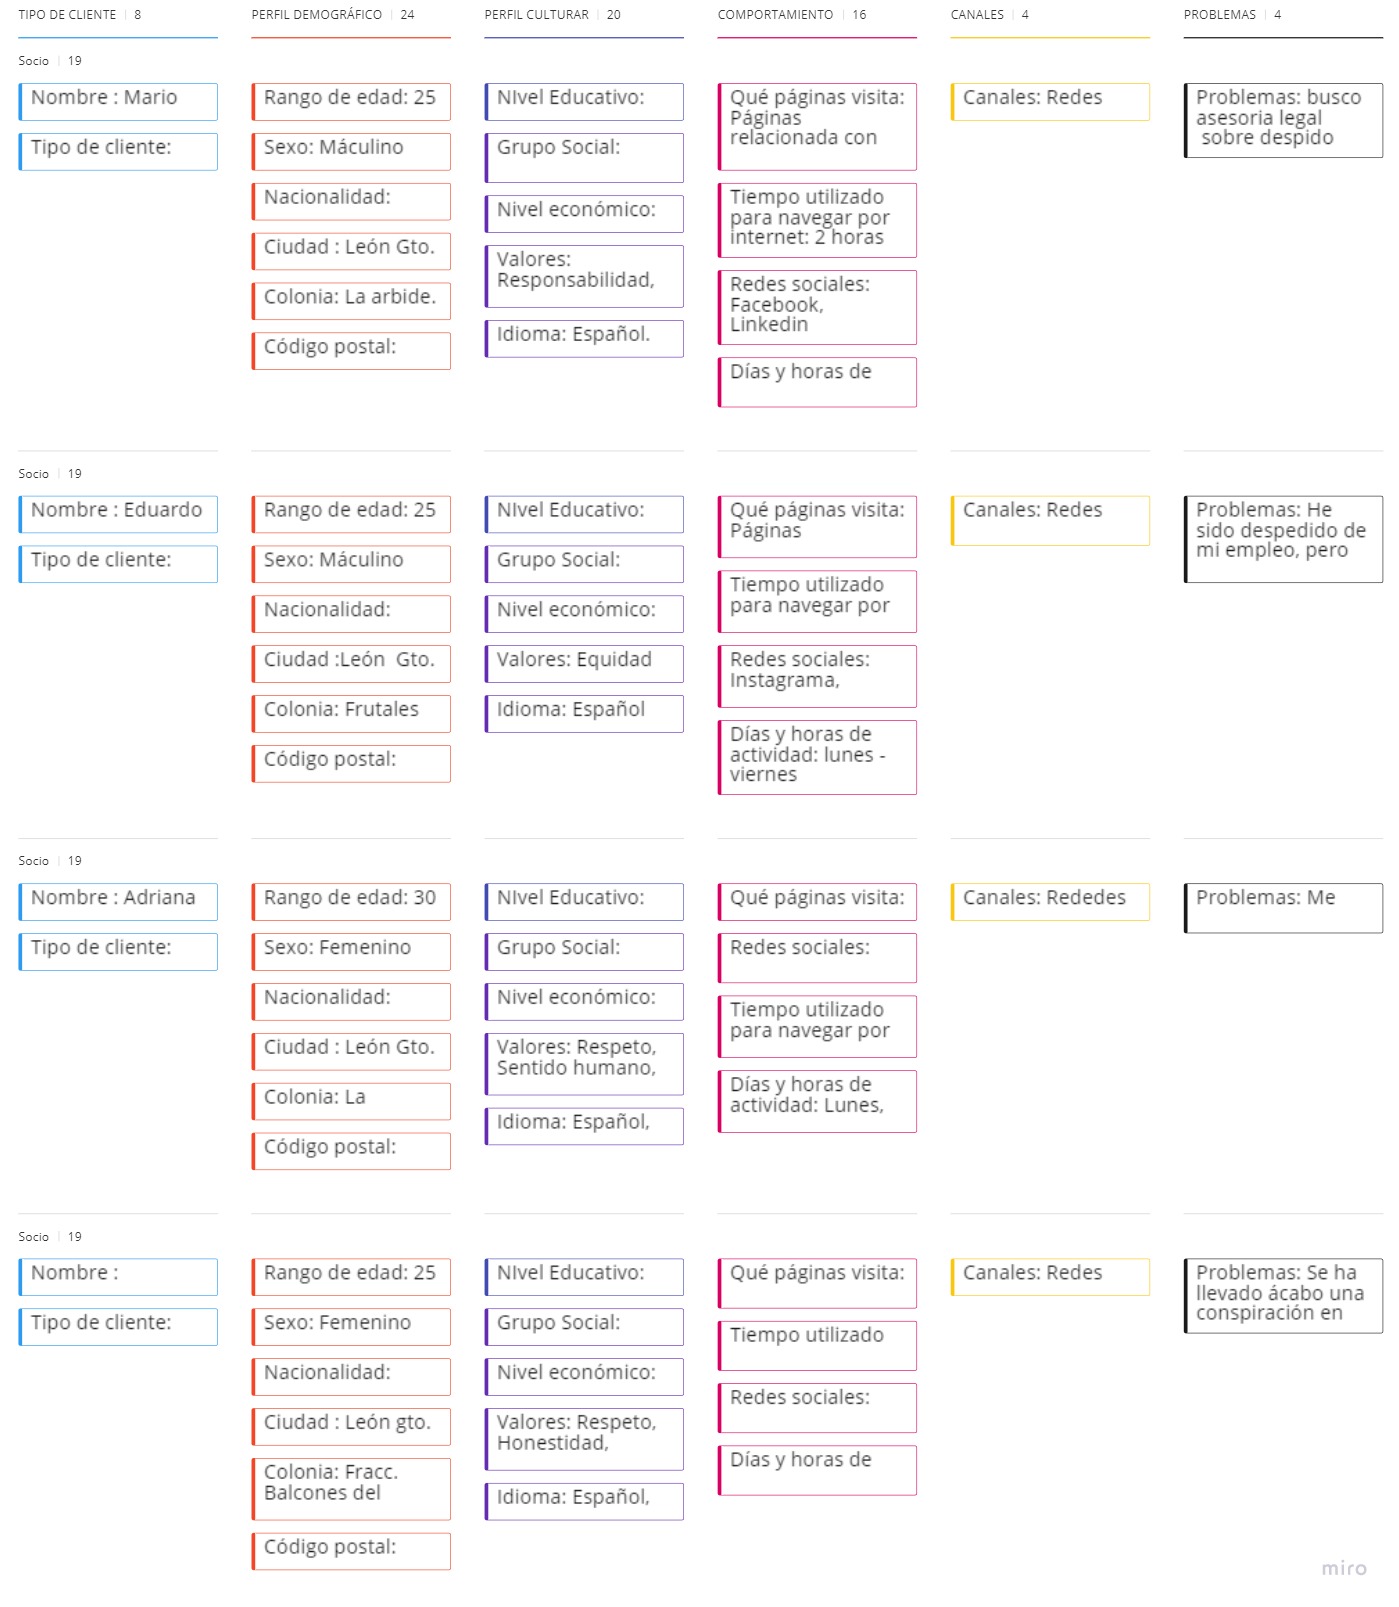 TIPO DE CLIENTE | 8
PERFIL DEMOGRÁFICO | 24
PERFIL CULTURAR | 20
COMPORTAMIENTO | 16
CANALES | 4
PROBLEMAS | 4
Socio | 19
Nombre : Mario
Tipo de cliente:
Rango de edad: 25
Sexo: Máculino
Nacionalidad:
Ciudad : León Gto.
Colonia: La arbide.
Código postal:
NIvel Educativo:
Grupo Social:
Nivel económico:
Valores:
Responsabilidad,
Idioma: Español.
Qué páginas visita:
Páginas
relacionada con
Tiempo utilizado
para navegar por
internet: 2 horas
Redes sociales:
Facebook,
Linkedin
Días y horas de
Canales: Redes
Problemas: busco
asesoria legal
sobre despido
Socio | 19
Nombre : Eduardo
Tipo de cliente:
Rango de edad: 25
Sexo: Máculino
Nacionalidad:
Ciudad :León  Gto.
Colonia: Frutales
Código postal:
NIvel Educativo:
Grupo Social:
Nivel económico:
Valores: Equidad
Idioma: Español
Qué páginas visita:
Páginas
Tiempo utilizado
para navegar por
Redes sociales:
Instagrama,
Días y horas de
actividad: lunes -
viernes
Canales: Redes
Problemas: He
sido despedido de
mi empleo, pero
Socio | 19
Nombre : Adriana
Tipo de cliente:
Rango de edad: 30
Sexo: Femenino
Nacionalidad:
Ciudad : León Gto.
Colonia: La
Código postal:
NIvel Educativo:
Grupo Social:
Nivel económico:
Valores: Respeto,
Sentido humano,
Idioma: Español,
Qué páginas visita:
Redes sociales:
Tiempo utilizado
para navegar por
Días y horas de
actividad: Lunes,
Canales: Rededes
Problemas: Me
Socio | 19
Nombre :
Tipo de cliente:
Rango de edad: 25
Sexo: Femenino
Nacionalidad:
Ciudad : León gto.
Colonia: Fracc.
Balcones del
Código postal:
NIvel Educativo:
Grupo Social:
Nivel económico:
Valores: Respeto,
Honestidad,
Idioma: Español,
Qué páginas visita:
Tiempo utilizado
Redes sociales:
Días y horas de
Canales: Redes
Problemas: Se ha
llevado ácabo una
conspiración en
miro